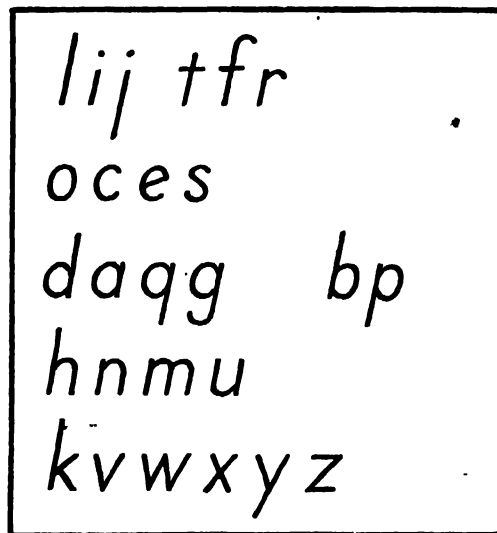 lij tfr
oces
daqg bp
hnmu
kvwxyz